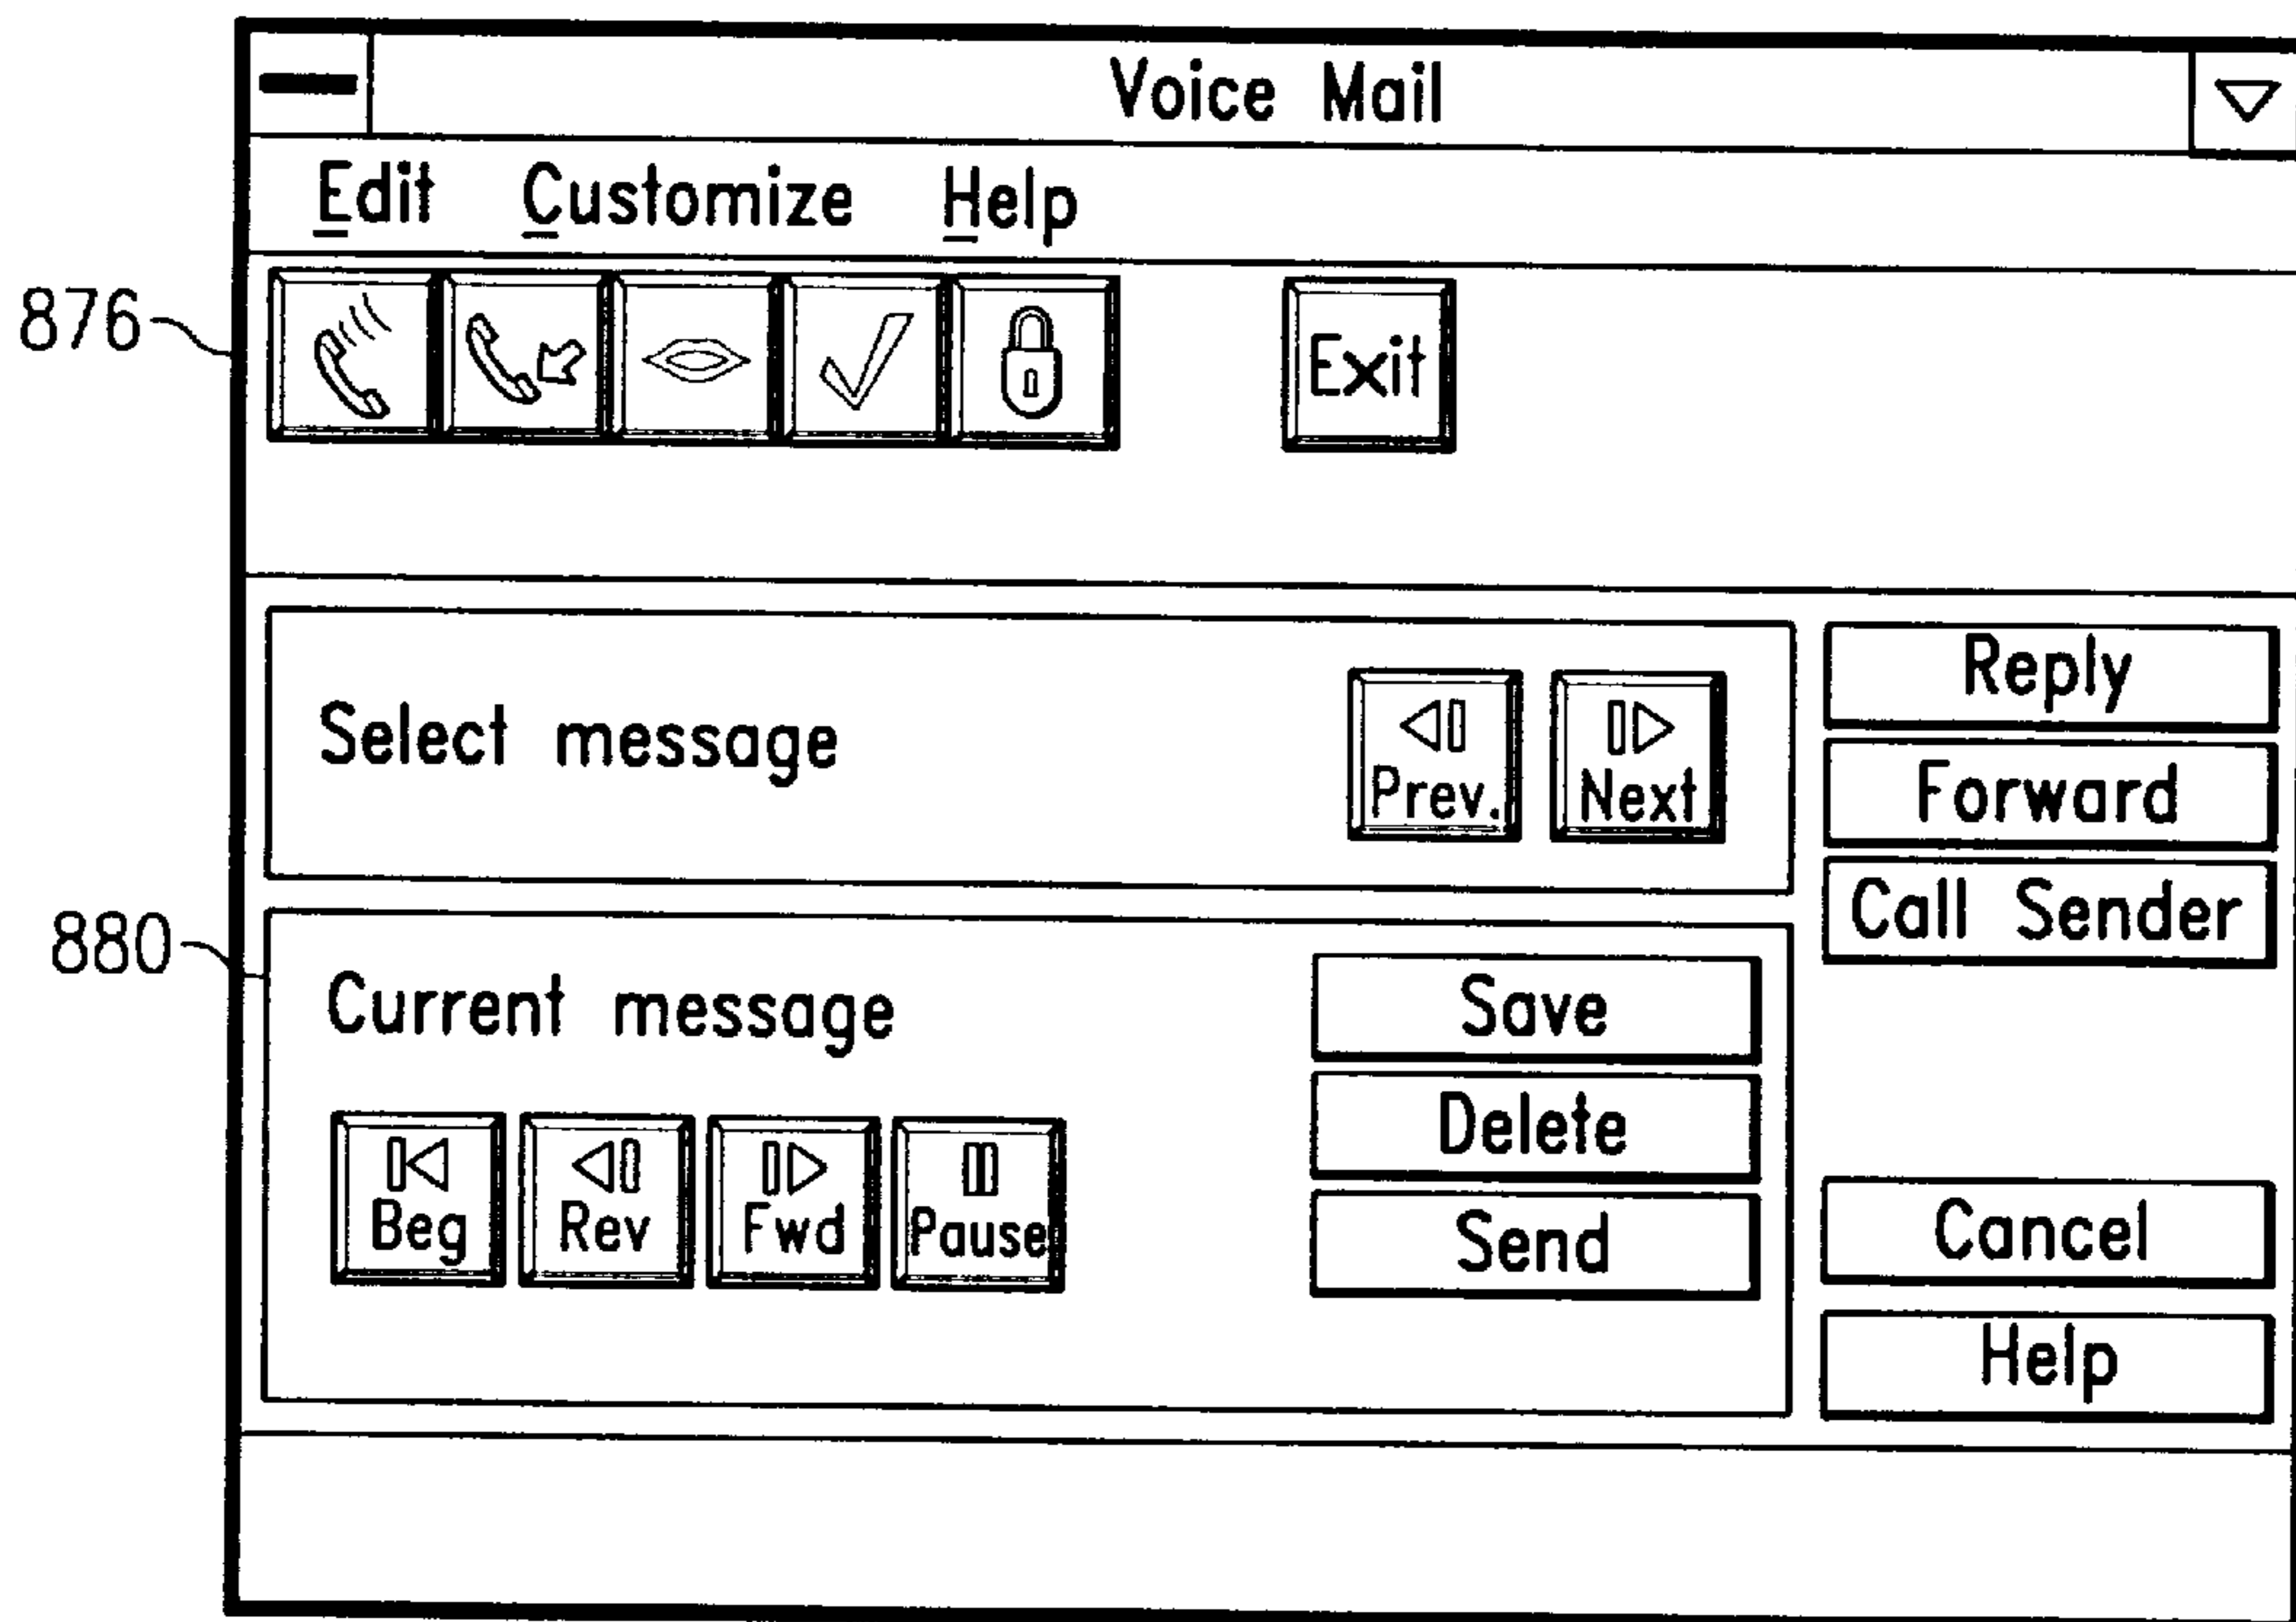 Voice Mail
Edit Customize Help
876
Exit
Select message
Prev. Next
Reply
Forward
Call Sender
880
Current message
Beg Rev Fwd Pause
Save
Delete
Send
Cancel
Help